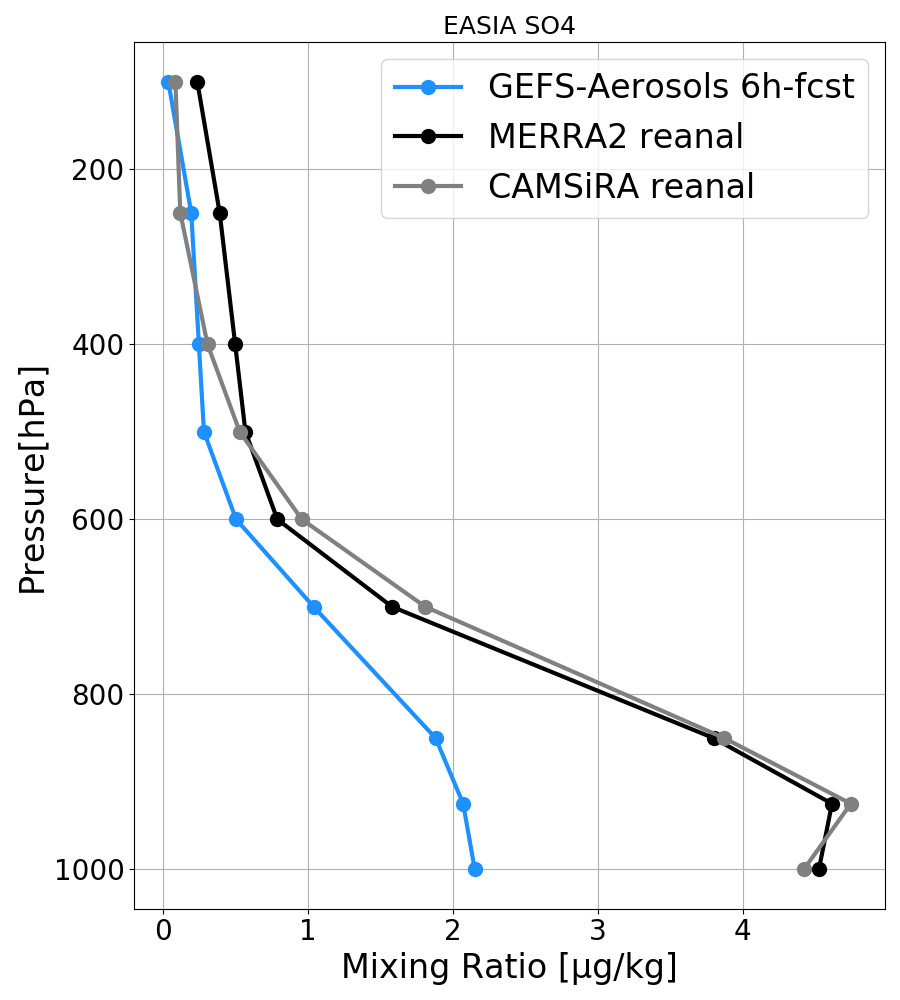 EASIA SO4
GEFS-Aerosols 6h-fcst
MERRA2 reanal
CAMSiRA reanal
200
400
600
800
1000
Pressure[hPa]
0 1 2 3 4
Mixing Ratio [μg/kg]